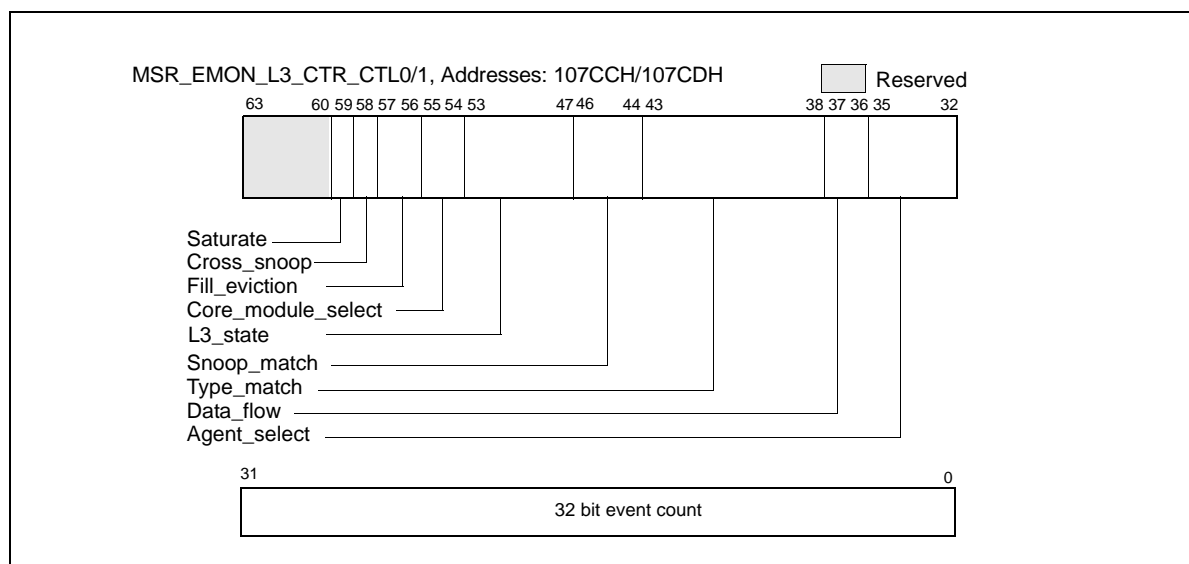 MSR_EMON_L3_CTR_CTL0/1, Addresses: 107CCH/107CDH
Reserved
63 60 59 58 57 56 55 54 53 47 46 44 43 38 37 36 35 32
Saturate
Cross_snoop
Fill_eviction
Core_module_select
L3_state
Snoop_match
Type_match
Data_flow
Agent_select
31 0
32 bit event count